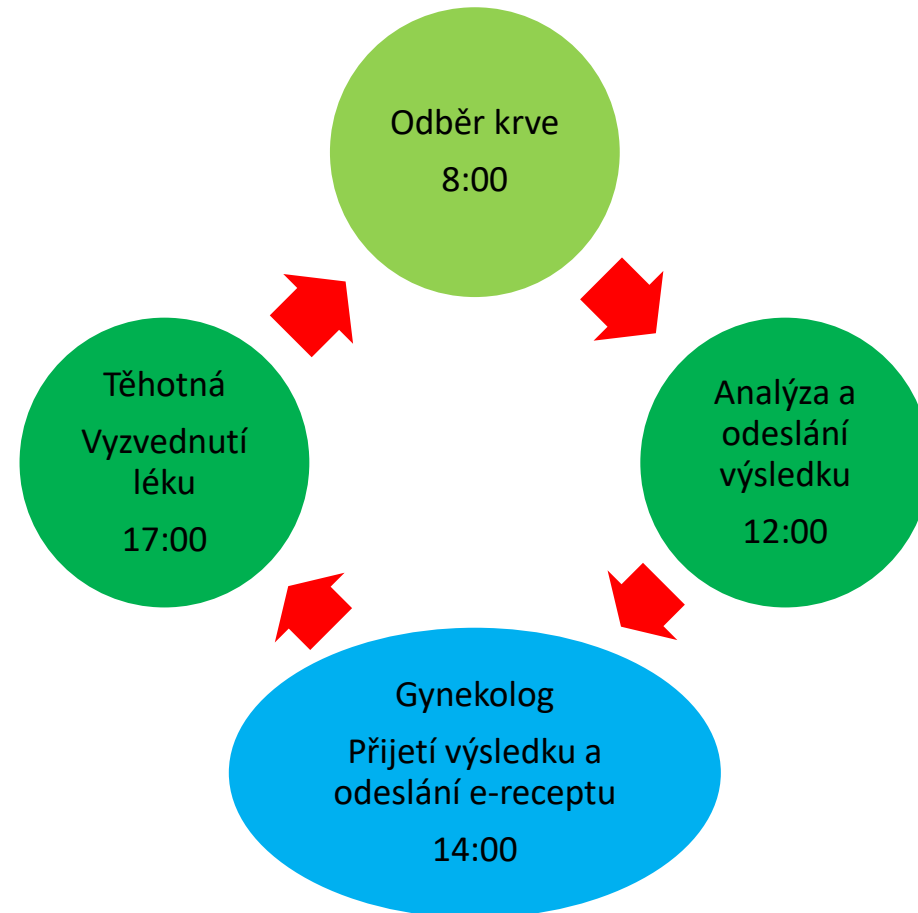 Odběr krve
8:00
Analýza a
odeslání
výsledku
12:00
Gynekolog
Přijetí výsledku a
odeslání e-receptu
14:00
Těhotná
Vyzvednutí
léku
17:00